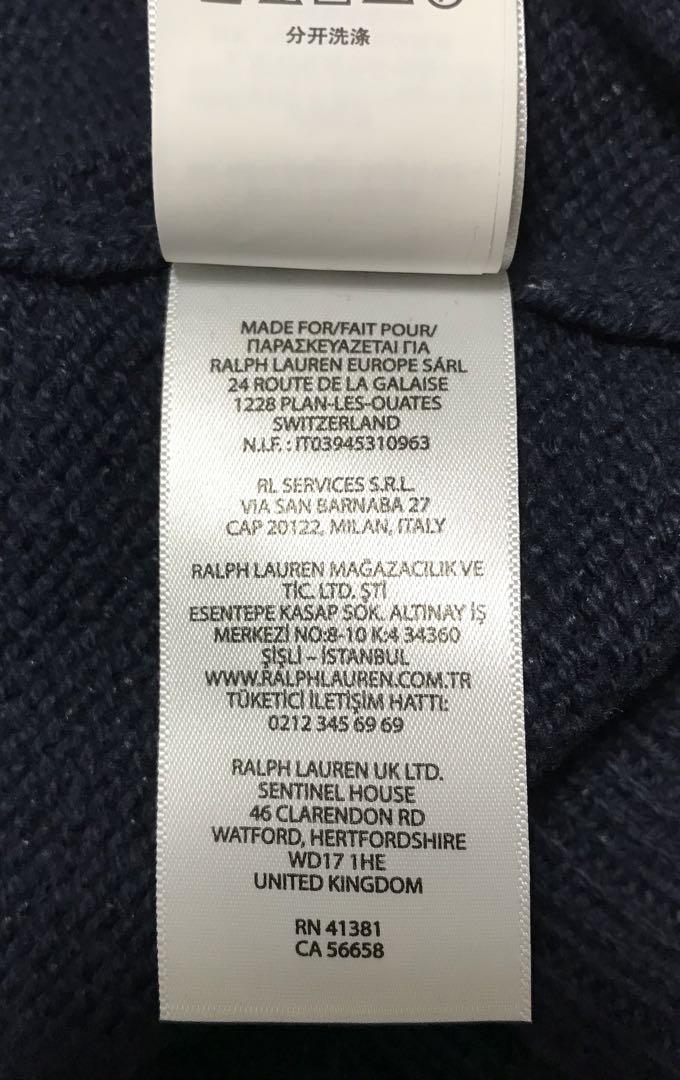 分开洗涤
MADE FOR/FAIT POUR/
ΠΑΡΑΣΚΕΥΑΖΕΤΑΙ ΓΙΑ
RALPH LAUREN EUROPE SÁRL
24 ROUTE DE LA GALAISE
1228 PLAN-LES-OUATES
SWITZERLAND
N.I.F. : IT03945310963
RL SERVICES S.R.L.
VIA SAN BARNABA 27
CAP 20122, MILAN, ITALY
RALPH LAUREN MAĞAZACILIK VE
TİC. LTD. ŞTİ
ESENTEPE KASAP SOK. ALTINAY İŞ
MERKEZİ NO:8-10 K:4 34360
ŞİŞLİ – İSTANBUL
WWW.RALPHLAUREN.COM.TR
TÜKETİCİ İLETİŞİM HATTI:
0212 345 69 69
RALPH LAUREN UK LTD.
SENTINEL HOUSE
46 CLARENDON RD
WATFORD, HERTFORDSHIRE
WD17 1HE
UNITED KINGDOM
RN 41381
CA 56658